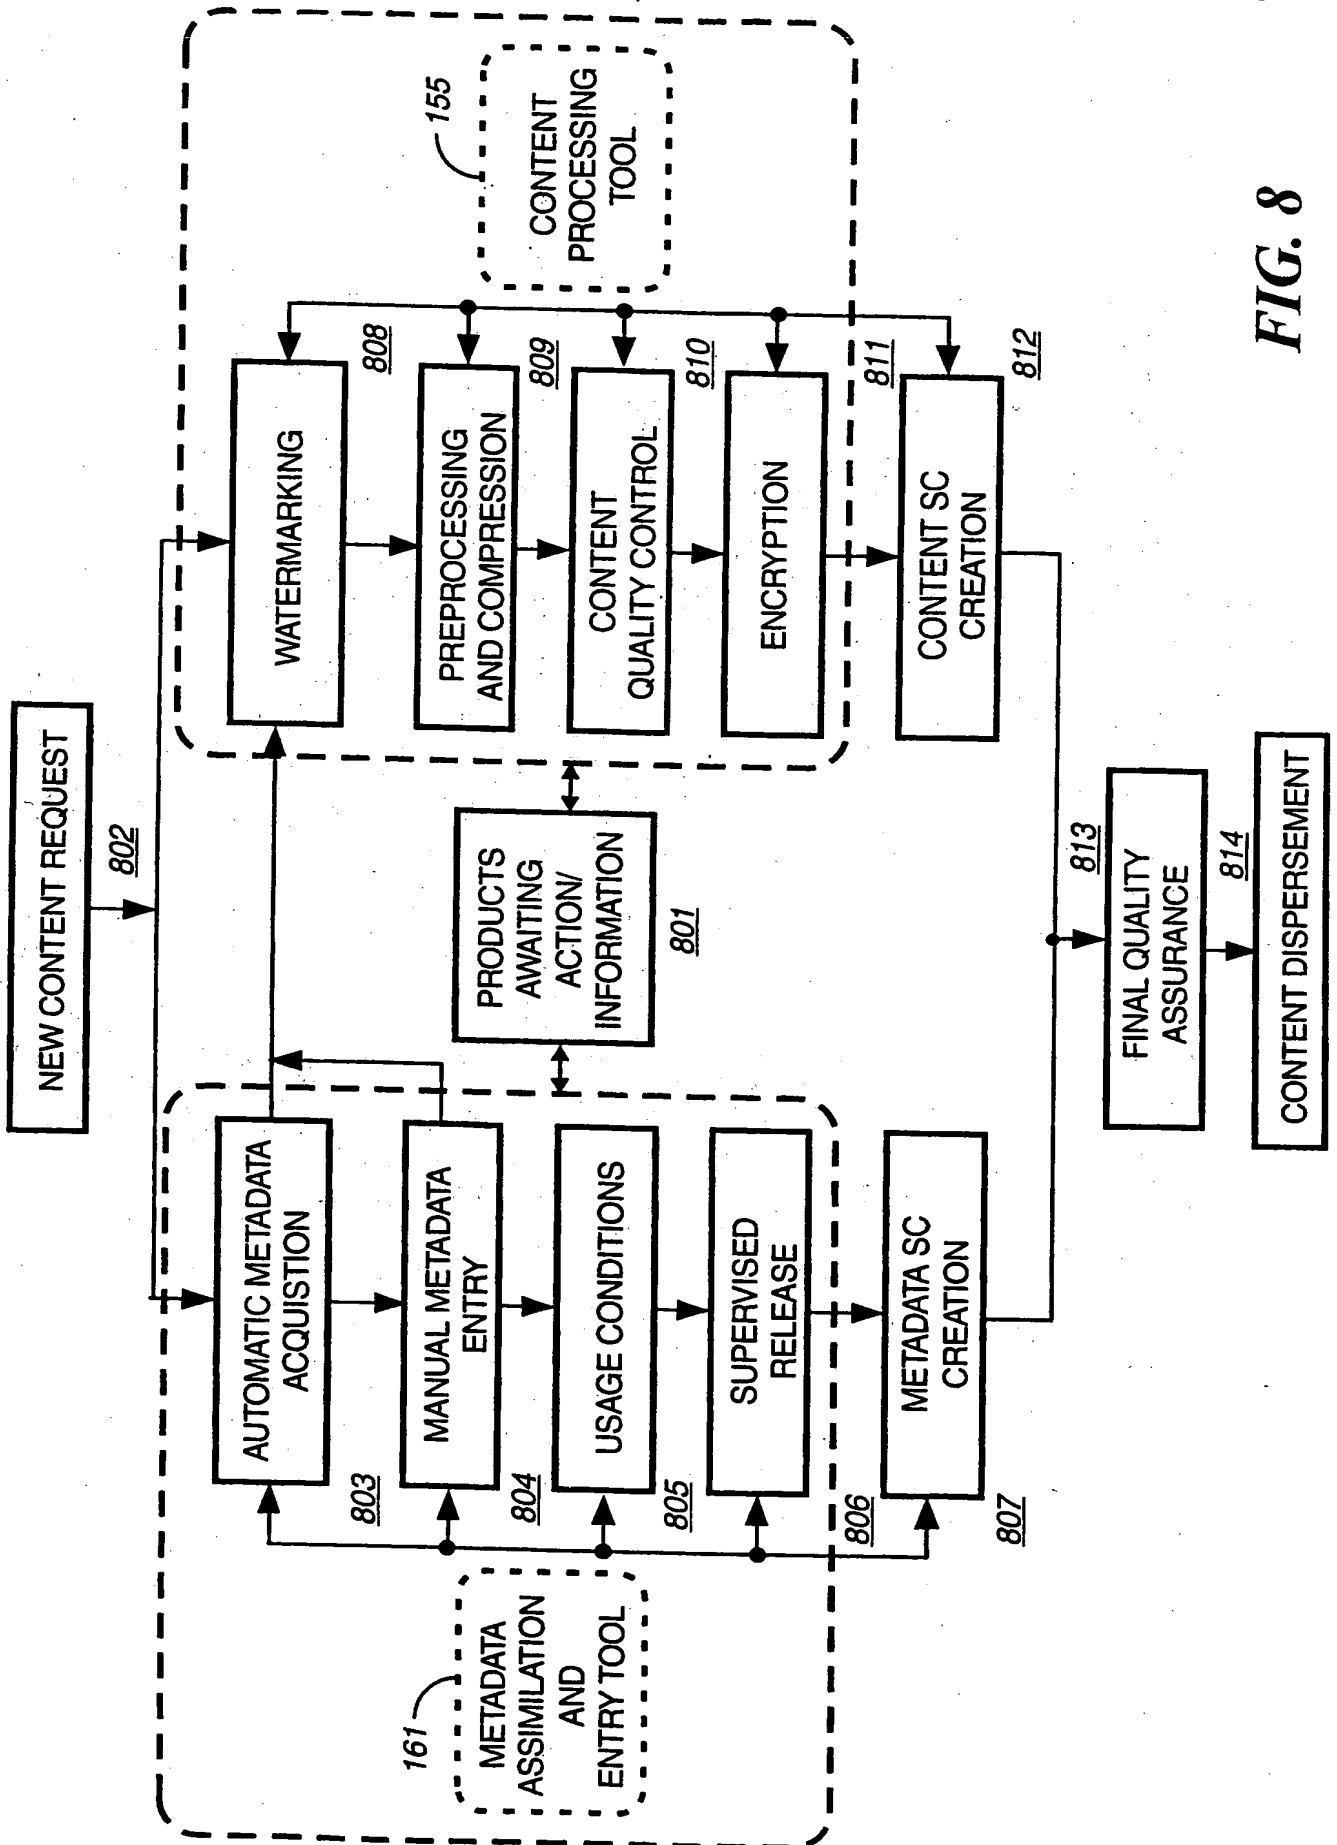 NEW CONTENT REQUEST
802
AUTOMATIC METADATA
ACQUISTION
803
MANUAL METADATA
ENTRY
804
USAGE CONDITIONS
805
SUPERVISED
RELEASE
806
METADATA SC
CREATION
807
161
METADATA
ASSIMILATION
AND
ENTRY TOOL
PRODUCTS
AWAITING
ACTION/
INFORMATION
801
WATERMARKING
808
PREPROCESSING
AND COMPRESSION
809
CONTENT
QUALITY CONTROL
810
ENCRYPTION
811
CONTENT SC
CREATION
812
155
CONTENT
PROCESSING
TOOL
813
FINAL QUALITY
ASSURANCE
814
CONTENT DISPERSEMENT
FIG. 8